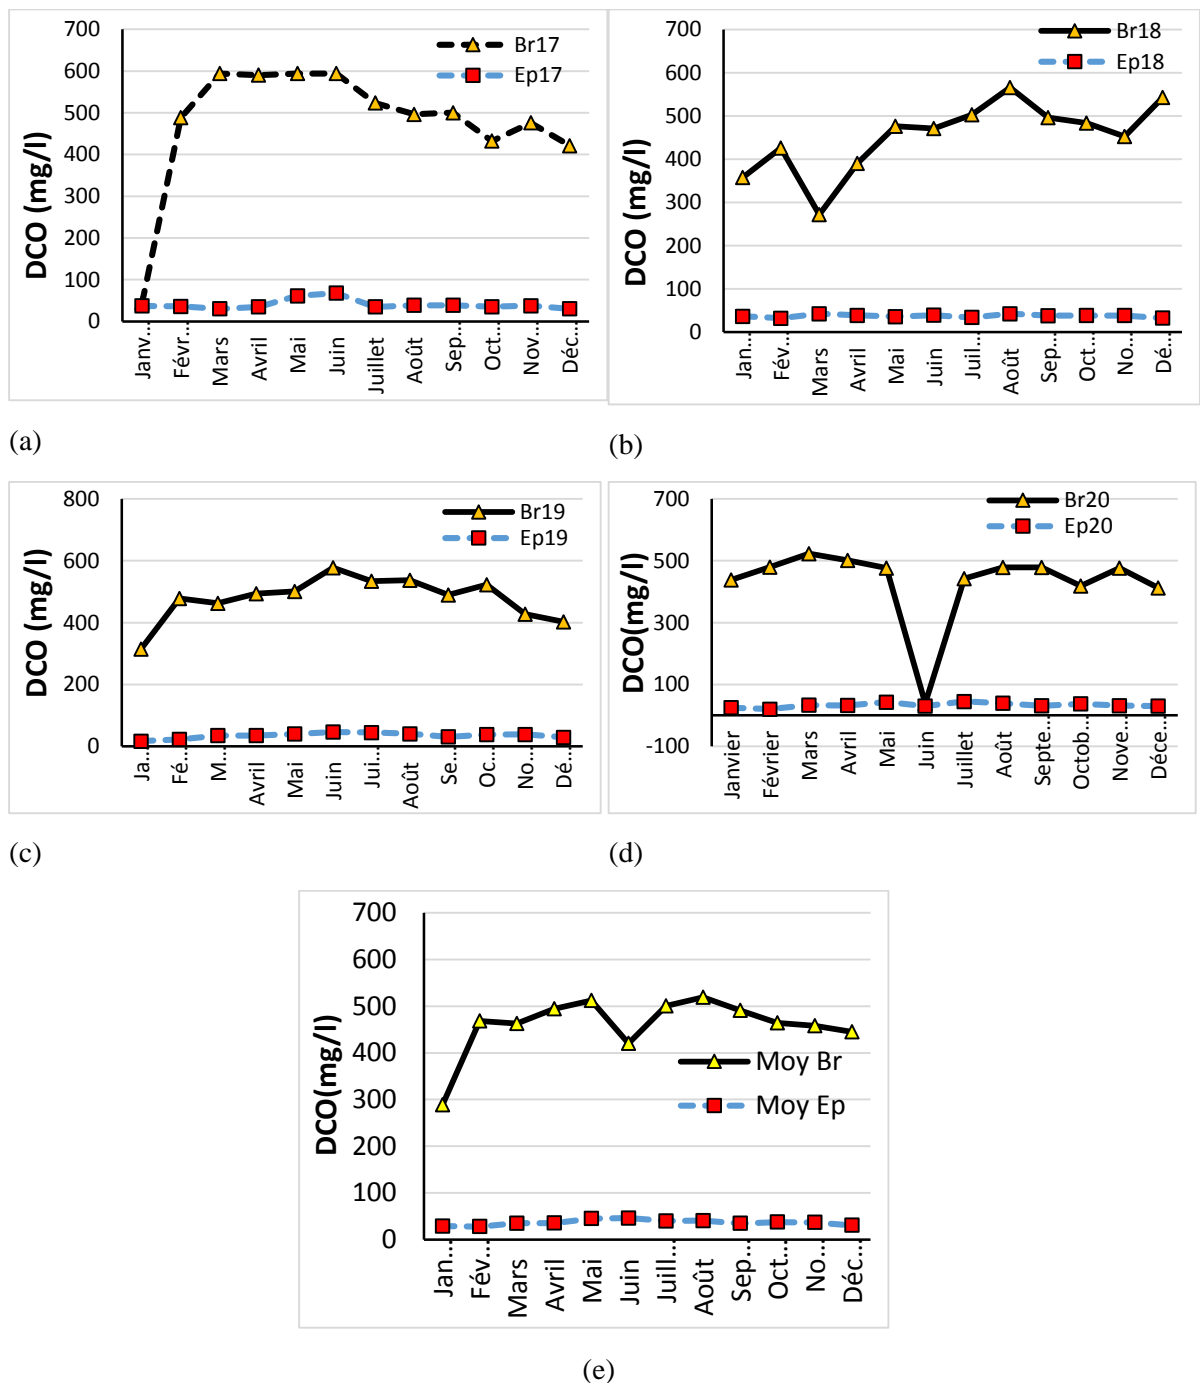 700
600
500
400
300
200
100
0
DCO (mg/l)
Br17
Ep17
Janv…
Févr…
Mars
Avril
Mai
Juin
Juillet
Août
Sep…
Oct…
Nov…
Déc…
(a)
700
600
500
400
300
200
100
0
DCO (mg/l)
Br18
Ep18
Jan…
Fév…
Mars
Avril
Mai
Juin
Juil…
Août
Sep…
Oct…
No…
Dé…
(b)
800
600
400
200
0
DCO (mg/l)
Br19
Ep19
Ja…
Fé…
M…
Avril
Mai
Juin
Jui…
Août
Se…
Oc…
No…
Dé…
(c)
700
500
300
100
-100
DCO(mg/l)
Br20
Ep20
Janvier
Février
Mars
Avril
Mai
Juin
Juillet
Août
Septe…
Octob…
Nove…
Déce…
(d)
700
600
500
400
300
200
100
0
DCO(mg/l)
Moy Br
Moy Ep
Jan…
Fév…
Mars
Avril
Mai
Juin
Juill…
Août
Sep…
Oct…
No…
Déc…
(e)